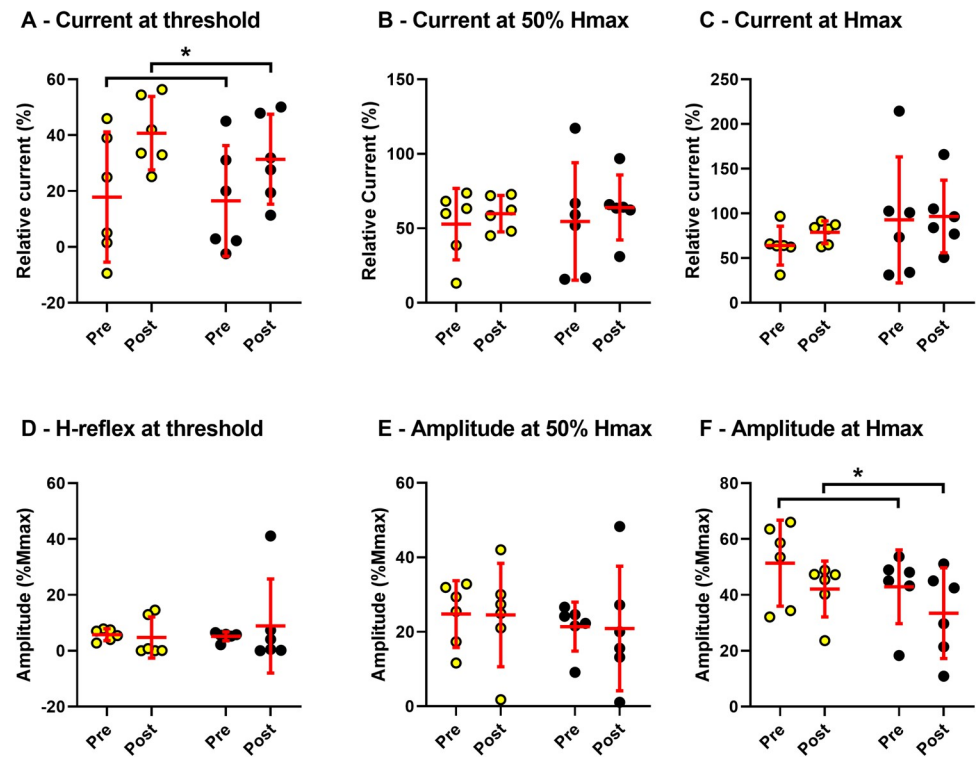 A - Current at threshold
B - Current at 50% Hmax
C - Current at Hmax
*
Relative current (%)
60
40
20
0
-20
Pre
Post
Pre
Post
Relative Current (%)
150
100
50
0
Pre
Post
Pre
Post
Relative current (%)
250
200
150
100
50
0
Pre
Post
Pre
Post
D - H-reflex at threshold
E - Amplitude at 50% Hmax
F - Amplitude at Hmax
Amplitude (%Mmax)
60
40
20
0
-20
Pre
Post
Pre
Post
Amplitude (%Mmax)
60
40
20
0
Pre
Post
Pre
Post
*
Amplitude (%Mmax)
80
60
40
20
0
Pre
Post
Pre
Post